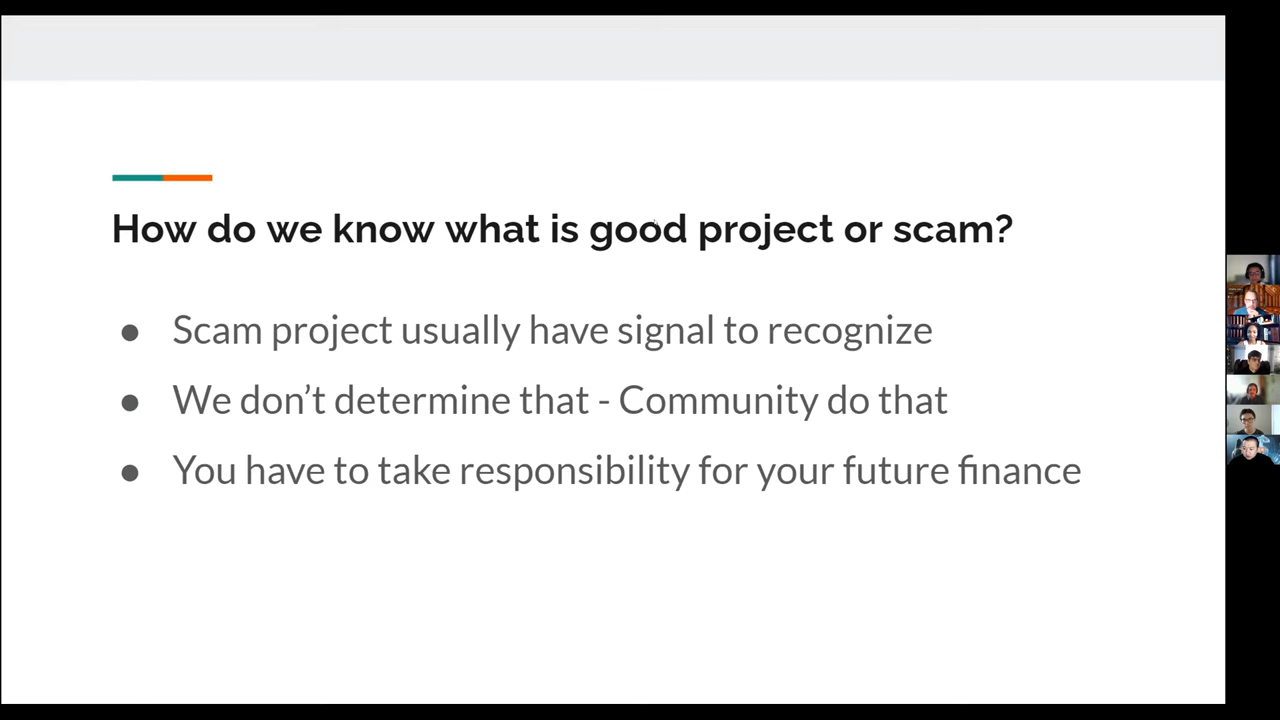 How do we know what is good project or scam?
● Scam project usually have signal to recognize
● We don’t determine that - Community do that
● You have to take responsibility for your future finance